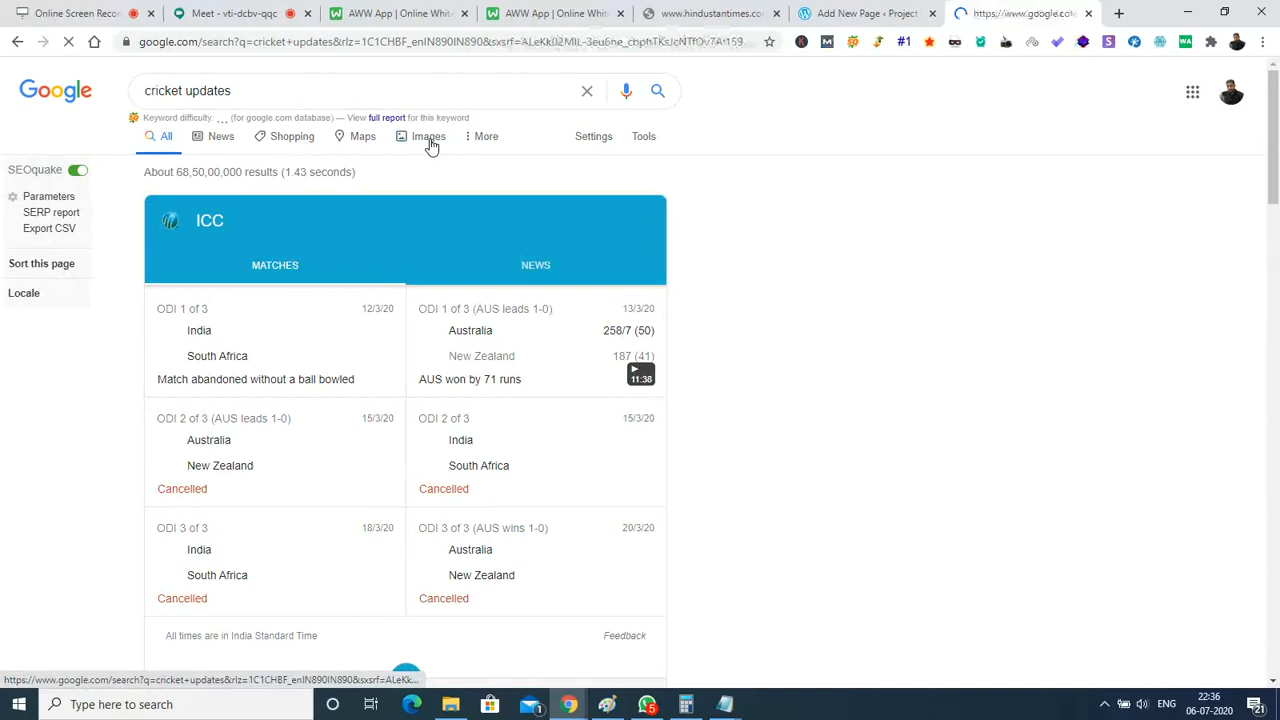 Online Screen Recor
Meet - vti-dcbv-qqc
AWW App | Online Whit
AWW App | Online White
www.hindustantimes.co
Add New Page ‹ Project
https://www.google.com
google.com/search?q=cricket+updates&rlz=1C1CHBF_enIN890IN890&sxsrf=
#1
Google
cricket updates
Keyword difficulty: ... (for google.com database) — View full report for this keyword
All
News
Shopping
Maps
Images
More
Settings
Tools
SEOquake
Parameters
SERP report
Export CSV
Sort this page
Locale
About 68,50,00,000 results (1.43 seconds)
ICC
MATCHES
NEWS
ODI 1 of 3 12/3/20
India
South Africa
Match abandoned without a ball bowled
ODI 1 of 3 (AUS leads 1-0) 13/3/20
Australia 258/7 (50)
New Zealand 187 (41)
AUS won by 71 runs
11:38
ODI 2 of 3 (AUS leads 1-0) 15/3/20
Australia
New Zealand
Cancelled
ODI 2 of 3 15/3/20
India
South Africa
Cancelled
ODI 3 of 3 18/3/20
India
South Africa
Cancelled
ODI 3 of 3 (AUS wins 1-0) 20/3/20
Australia
New Zealand
Cancelled
All times are in India Standard Time
Feedback
https://www.google.com/search?q=cricket+updates&rlz=1C1CHBF_enIN890IN890&sxsrf=ALeKk...
Type here to search
1
5
ENG
22:36
06-07-2020
21